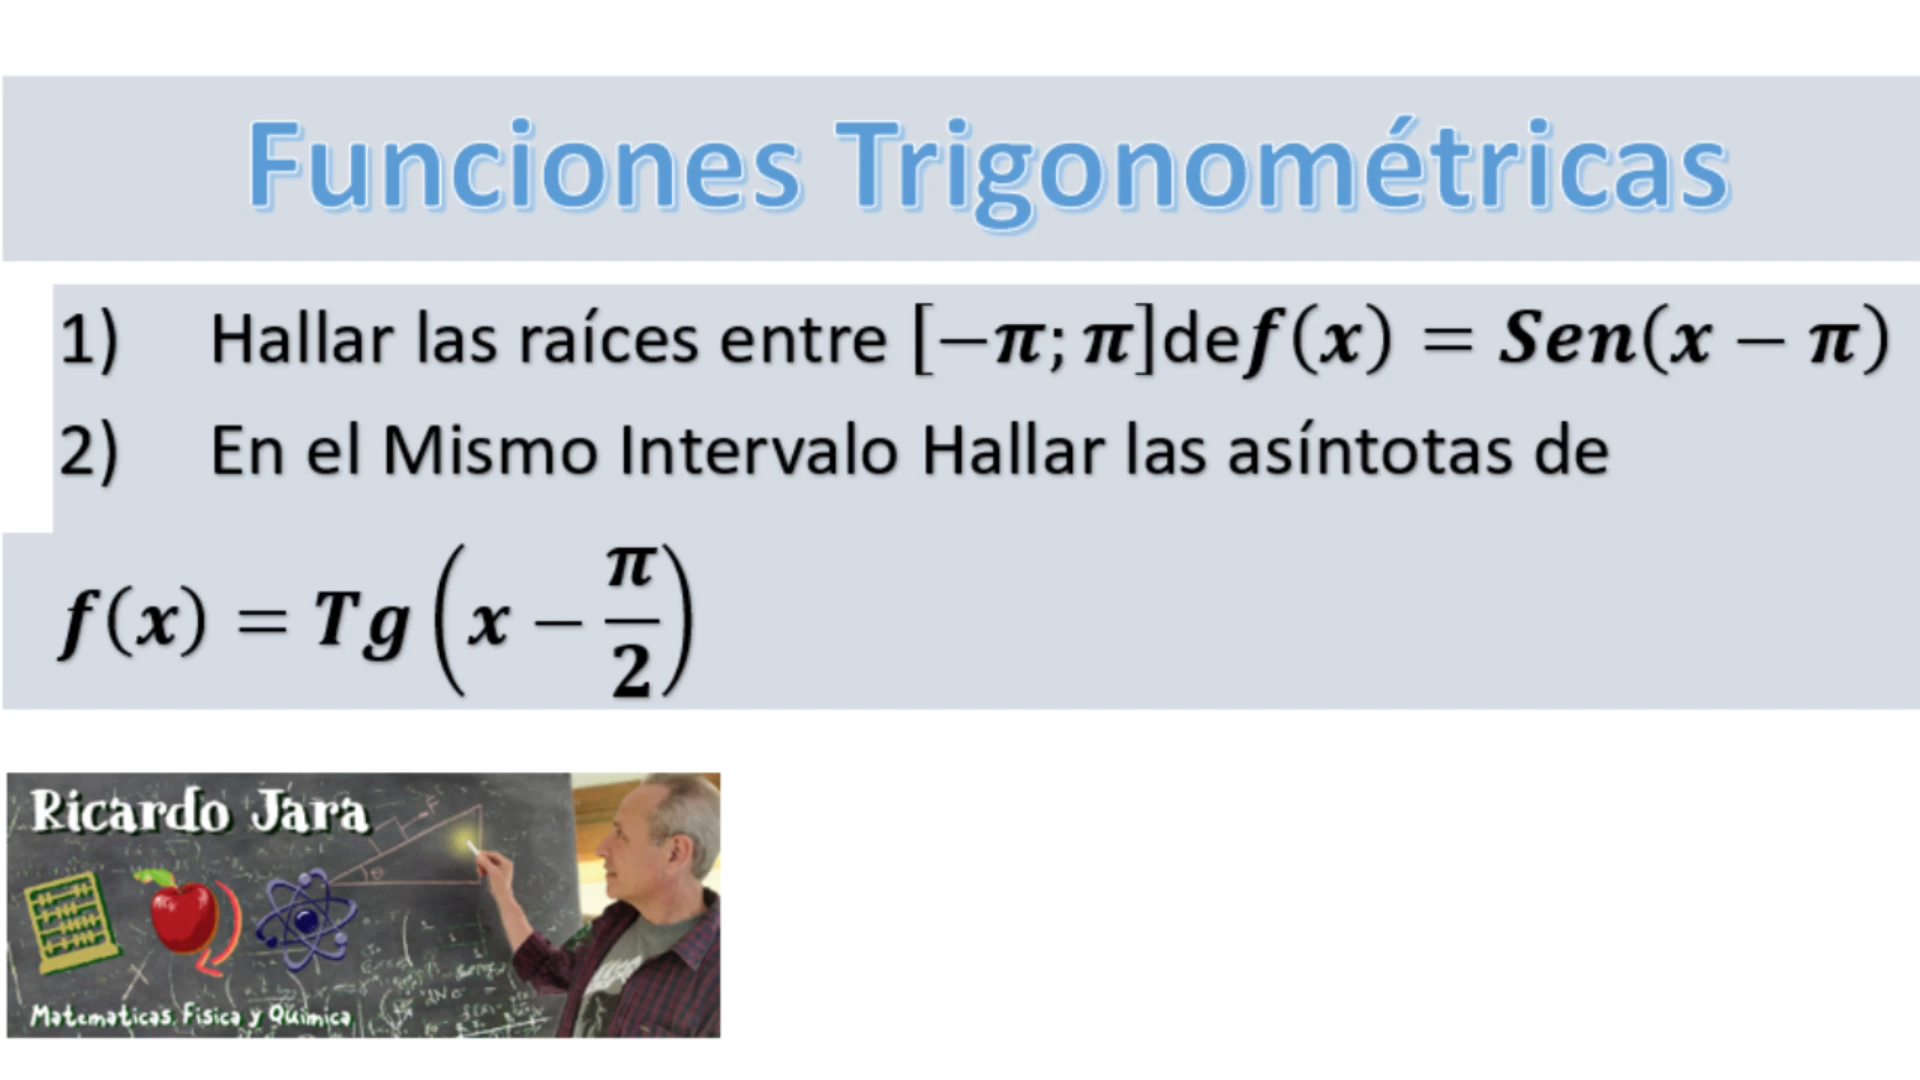 Funciones Trigonométricas
1) Hallar las raíces entre [−π; π]de f(x) = Sen(x − π)
2) En el Mismo Intervalo Hallar las asíntotas de
f(x) = Tg(x − π/2)
Ricardo Jara
Matematicas, Fisica y Quimica